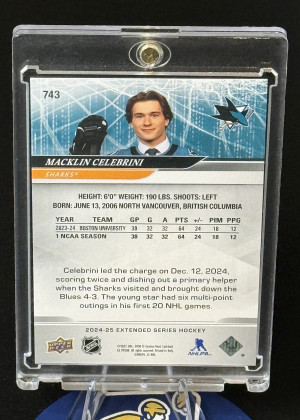 743
MACKLIN CELEBRINI
SHARKS
HEIGHT: 6'0" WEIGHT: 190 LBS. SHOOTS: LEFT
BORN: JUNE 13, 2006 NORTH VANCOUVER, BRITISH COLUMBIA
YEAR TEAM GP G A PTS +/- PIM PPG
2023-24 BOSTON UNIVERSITY 38 32 32 64 24 18 12
1 NCAA SEASON 38 32 32 64 24 18 12
Celebrini led the charge on Dec. 12, 2024,
scoring twice and dishing out a primary helper
when the Sharks visited and brought down the
Blues 4-3. The young star had six multi-point
outings in his first 20 NHL games.
2024-25 EXTENDED SERIES HOCKEY
NHL
NHLPA